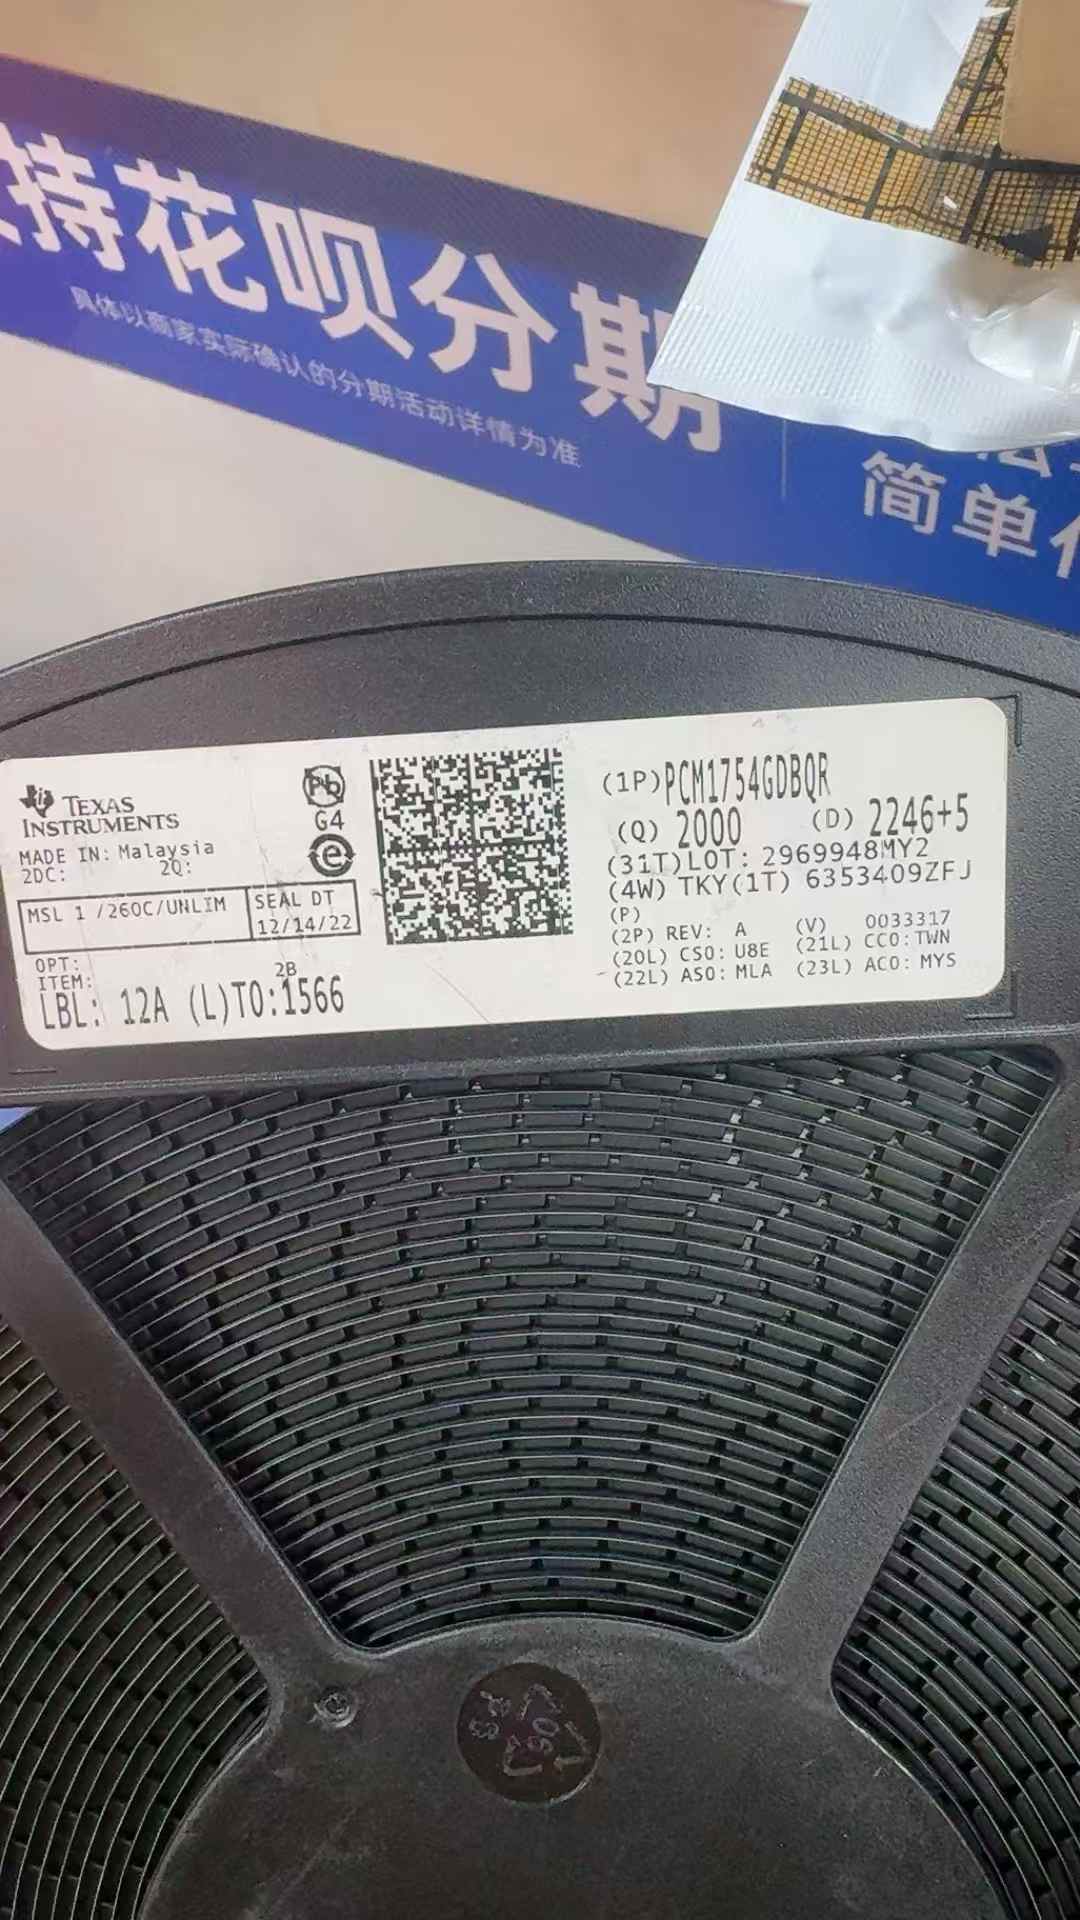 持花呗分期
具体以商家实际确认的分期活动详情为准
简单
TEXAS
INSTRUMENTS
Pb
G4
e
MADE IN: Malaysia
2DC: 2Q:
MSL 1 /260C/UNLIM
SEAL DT
12/14/22
OPT:
ITEM: 2B
LBL: 12A (L)TO:1566
(1P)PCM1754GDBQR
(Q) 2000 (D) 2246+5
(31T)LOT: 2969948MY2
(4W) TKY(1T) 6353409ZFJ
(P)
(2P) REV: A (V) 0033317
(20L) CSO: U8E (21L) CCO:TWN
(22L) ASO: MLA (23L) ACO: MYS